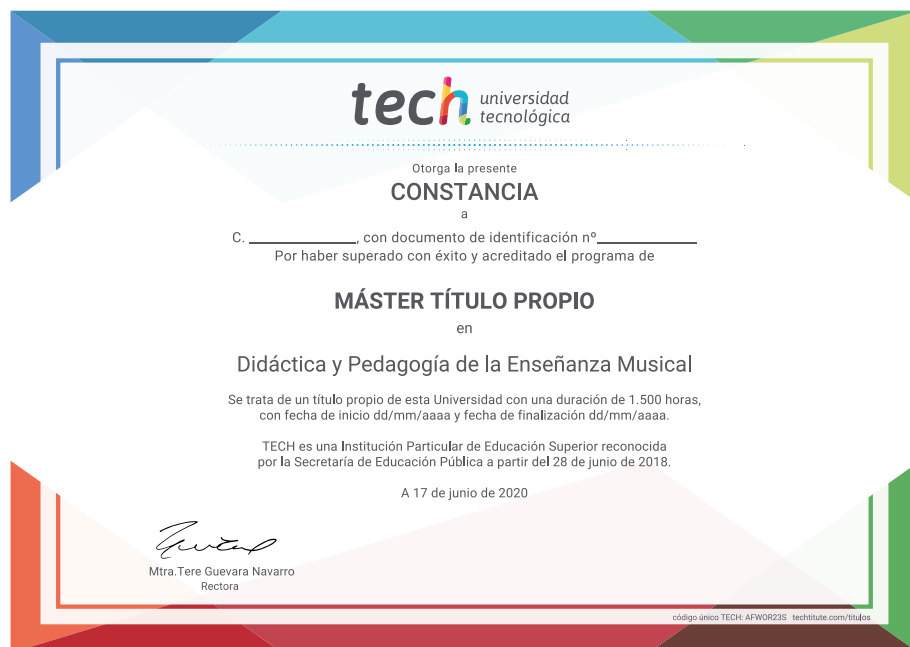 tech universidad
tecnológica
Otorga la presente
CONSTANCIA
a
C. ____________, con documento de identificación nº____________
Por haber superado con éxito y acreditado el programa de
MÁSTER TÍTULO PROPIO
en
Didáctica y Pedagogía de la Enseñanza Musical
Se trata de un título propio de esta Universidad con una duración de 1.500 horas,
con fecha de inicio dd/mm/aaaa y fecha de finalización dd/mm/aaaa.
TECH es una Institución Particular de Educación Superior reconocida
por la Secretaría de Educación Pública a partir del 28 de junio de 2018.
A 17 de junio de 2020
Mtra.Tere Guevara Navarro
Rectora
código único TECH: AFWOR23S techtitute.com/titulos